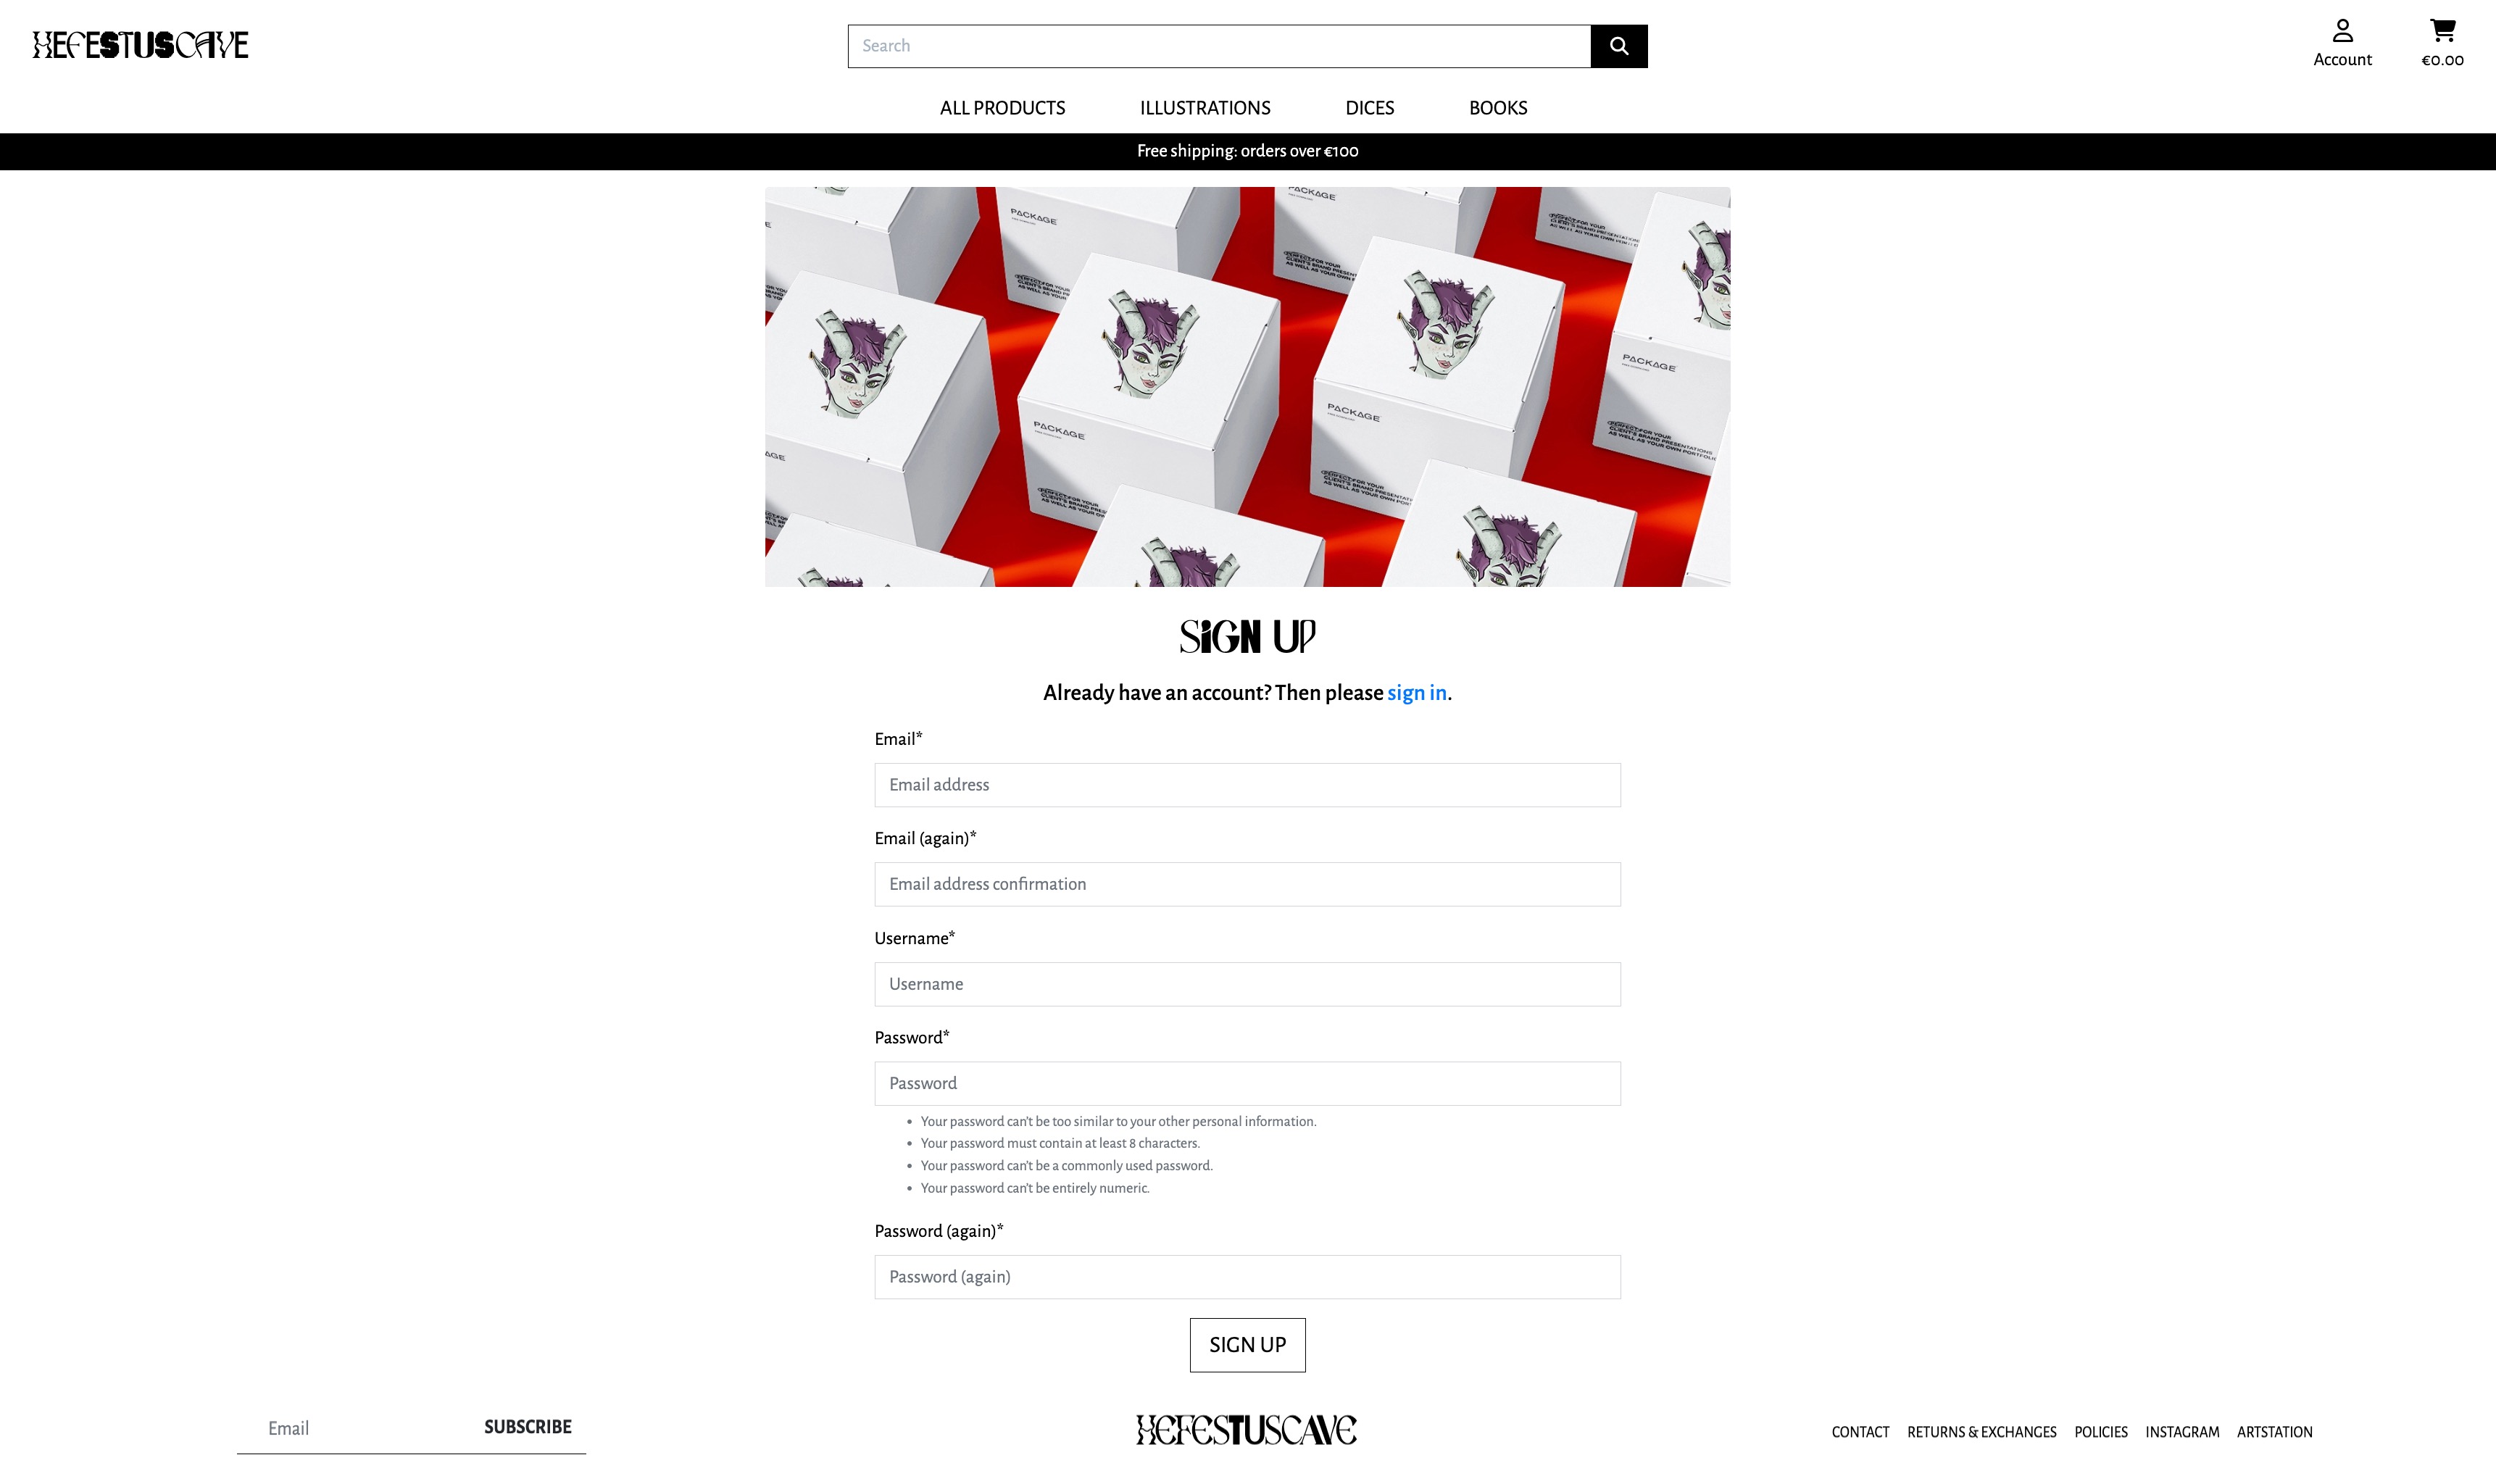 HEFESTUSCAVE
Search
Account
€0.00
ALL PRODUCTS ILLUSTRATIONS DICES BOOKS
Free shipping: orders over €100
PACKAGE
PACKAGE
PERFECT FOR YOUR
CLIENT'S BRAND PRESENTATIONS
AS WELL AS YOUR OWN PORTFOLIO
PACKAGE
PACKAGE
PACKAGE
SIGN UP
Already have an account? Then please sign in.
Email*
Email address
Email (again)*
Email address confirmation
Username*
Username
Password*
Password
• Your password can't be too similar to your other personal information.
• Your password must contain at least 8 characters.
• Your password can't be a commonly used password.
• Your password can't be entirely numeric.
Password (again)*
Password (again)
SIGN UP
Email SUBSCRIBE
HEFESTUSCAVE
CONTACT RETURNS & EXCHANGES POLICIES INSTAGRAM ARTSTATION